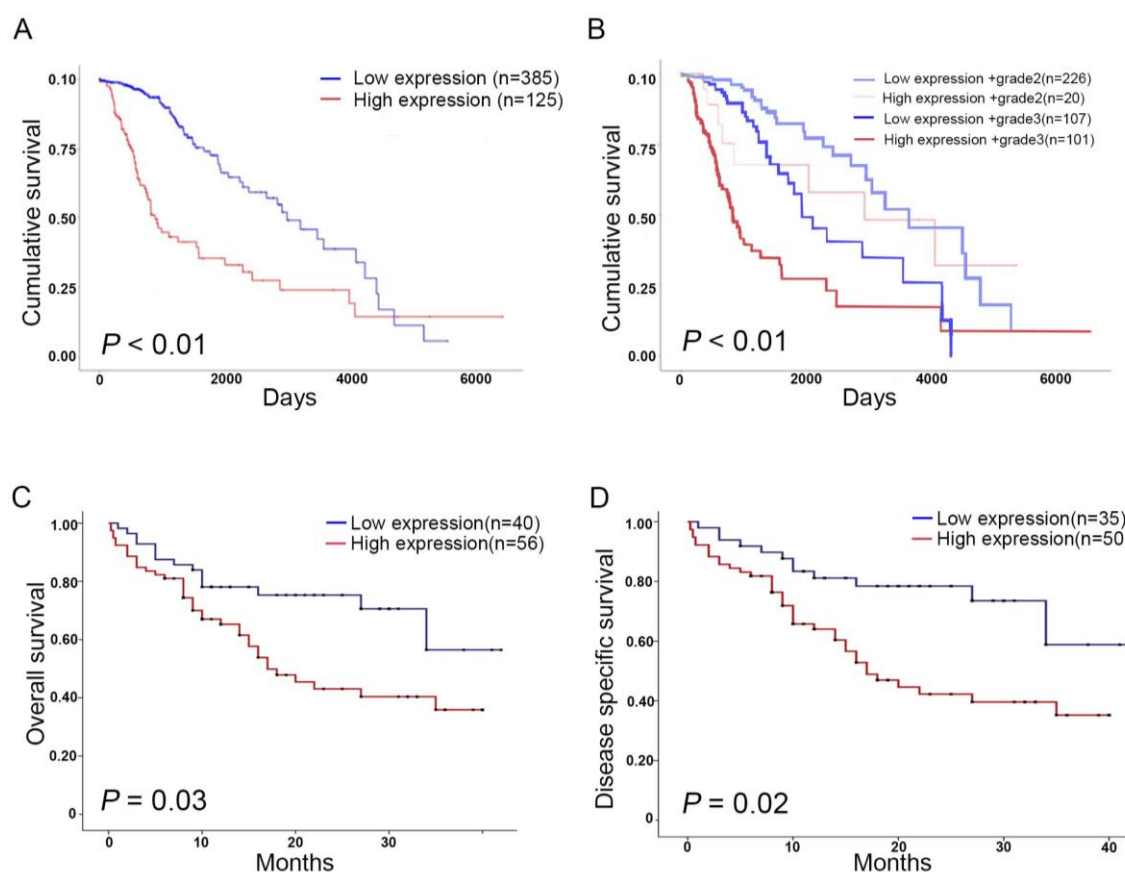 A
Cumulative survival
0.10
0.75
0.50
0.25
0.00
Low expression (n=385)
High expression (n=125)
P < 0.01
0
2000
4000
6000
Days
B
Cumulative survival
0.10
0.75
0.50
0.25
0.00
Low expression +grade2(n=226)
High expression +grade2(n=20)
Low expression +grade3(n=107)
High expression +grade3(n=101)
P < 0.01
0
2000
4000
6000
Days
C
Overall survival
1.00
0.80
0.60
0.40
0.20
0
Low expression(n=40)
High expression(n=56)
P = 0.03
0
10
20
30
Months
D
Disease specific survival
1.00
0.80
0.60
0.40
0.20
0
Low expression(n=35)
High expression(n=50)
P = 0.02
0
10
20
30
40
Months